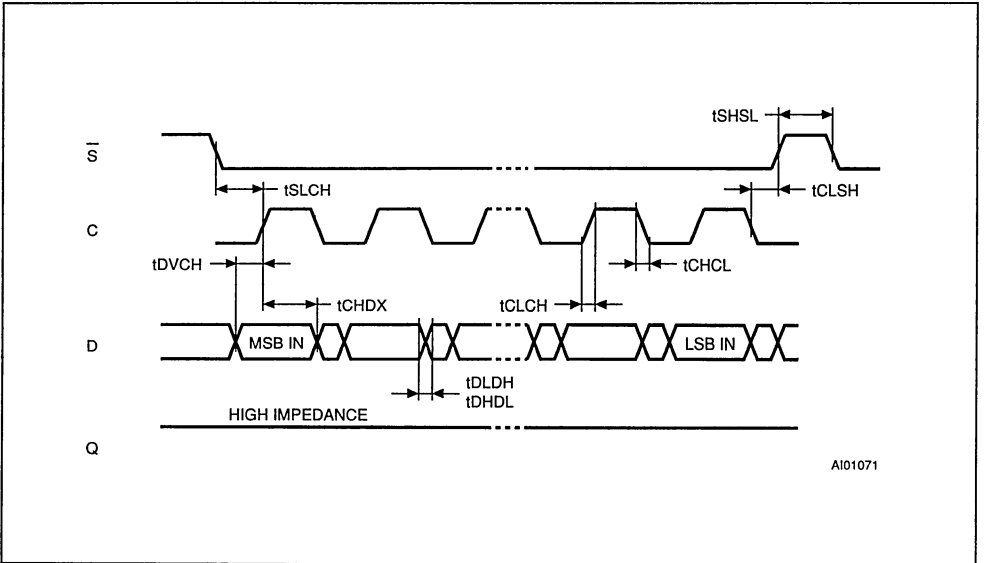 tSHSL
S̅
tSLCH
tCLSH
C
tDVCH
tCHCL
tCHDX
tCLCH
D
MSB IN
LSB IN
tDLDH
tDHDL
HIGH IMPEDANCE
Q
AI01071